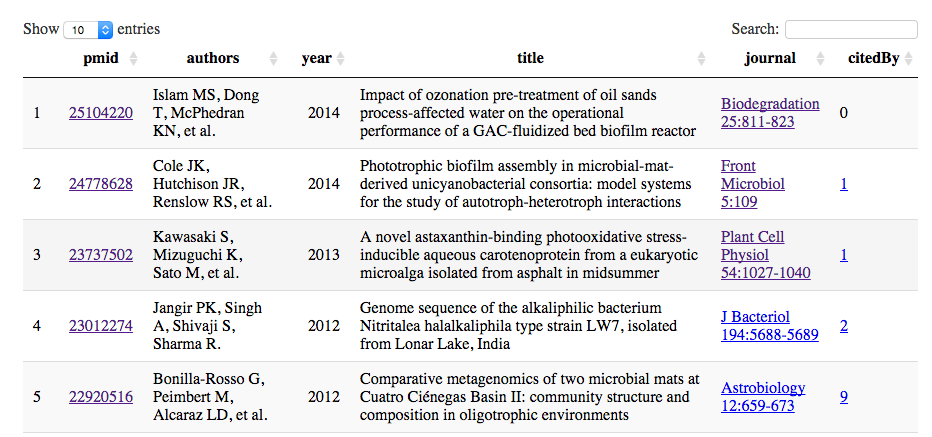 Show 10 entries Search:
pmid authors year title journal citedBy
1 25104220 Islam MS, Dong T, McPhedran KN, et al. 2014 Impact of ozonation pre-treatment of oil sands process-affected water on the operational performance of a GAC-fluidized bed biofilm reactor Biodegradation 25:811-823 0
2 24778628 Cole JK, Hutchison JR, Renslow RS, et al. 2014 Phototrophic biofilm assembly in microbial-mat-derived unicyanobacterial consortia: model systems for the study of autotroph-heterotroph interactions Front Microbiol 5:109 1
3 23737502 Kawasaki S, Mizuguchi K, Sato M, et al. 2013 A novel astaxanthin-binding photooxidative stress-inducible aqueous carotenoprotein from a eukaryotic microalga isolated from asphalt in midsummer Plant Cell Physiol 54:1027-1040 1
4 23012274 Jangir PK, Singh A, Shivaji S, Sharma R. 2012 Genome sequence of the alkaliphilic bacterium Nitritalea halalkaliphila type strain LW7, isolated from Lonar Lake, India J Bacteriol 194:5688-5689 2
5 22920516 Bonilla-Rosso G, Peimbert M, Alcaraz LD, et al. 2012 Comparative metagenomics of two microbial mats at Cuatro Ciénegas Basin II: community structure and composition in oligotrophic environments Astrobiology 12:659-673 9